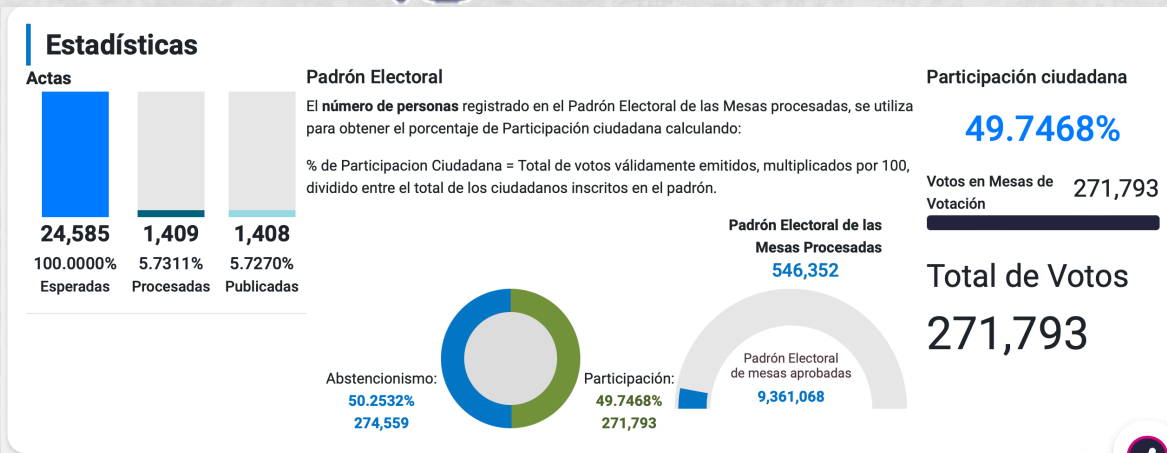 Estadísticas
Actas
24,585
100.0000%
Esperadas
1,409
5.7311%
Procesadas
1,408
5.7270%
Publicadas
Padrón Electoral
El número de personas registrado en el Padrón Electoral de las Mesas procesadas, se utiliza
para obtener el porcentaje de Participación ciudadana calculando:
% de Participacion Ciudadana = Total de votos válidamente emitidos, multiplicados por 100,
dividido entre el total de los ciudadanos inscritos en el padrón.
Abstencionismo:
50.2532%
274,559
Participación:
49.7468%
271,793
Padrón Electoral de las
Mesas Procesadas
546,352
Padrón Electoral
de mesas aprobadas
9,361,068
Participación ciudadana
49.7468%
Votos en Mesas de
Votación
271,793
Total de Votos
271,793